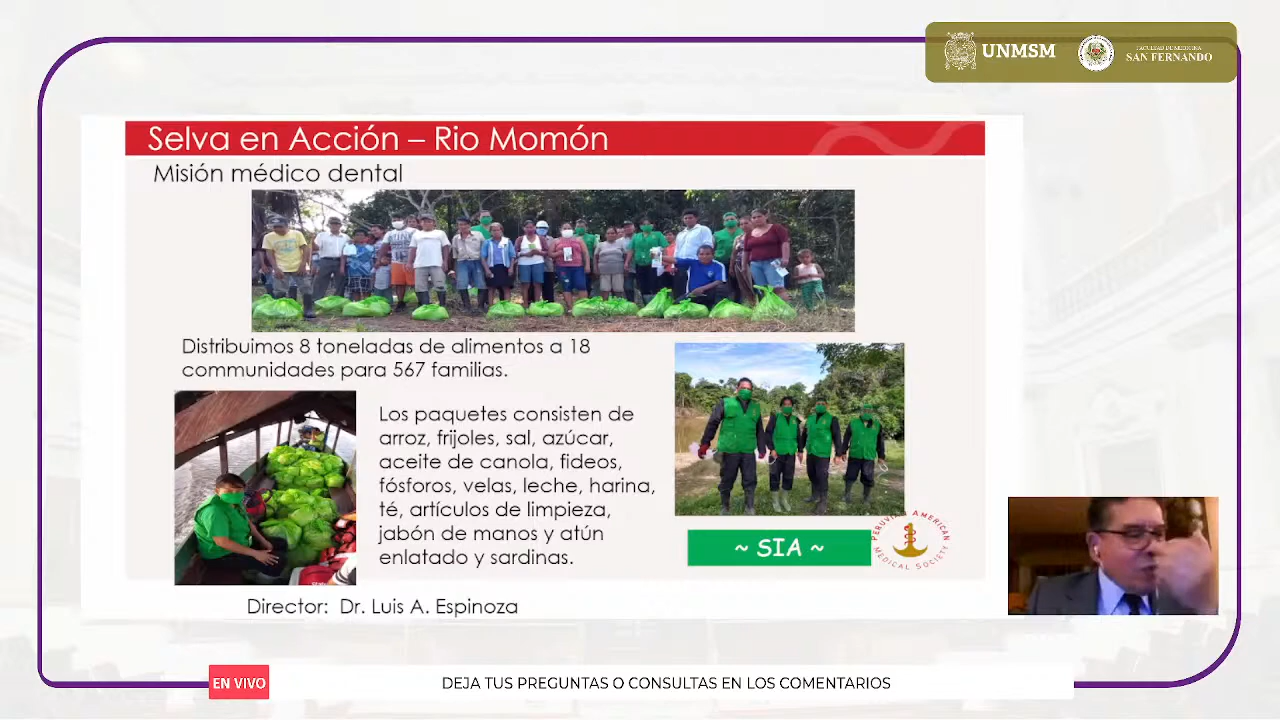 UNMSM
FACULTAD DE MEDICINA
SAN FERNANDO
Selva en Acción – Rio Momón
Misión médico dental
Distribuimos 8 toneladas de alimentos a 18
communidades para 567 familias.
Los paquetes consisten de
arroz, frijoles, sal, azúcar,
aceite de canola, fideos,
fósforos, velas, leche, harina,
té, artículos de limpieza,
jabón de manos y atún
enlatado y sardinas.
~ SIA ~
PERUVIAN AMERICAN
MEDICAL SOCIETY
Director: Dr. Luis A. Espinoza
EN VIVO
DEJA TUS PREGUNTAS O CONSULTAS EN LOS COMENTARIOS